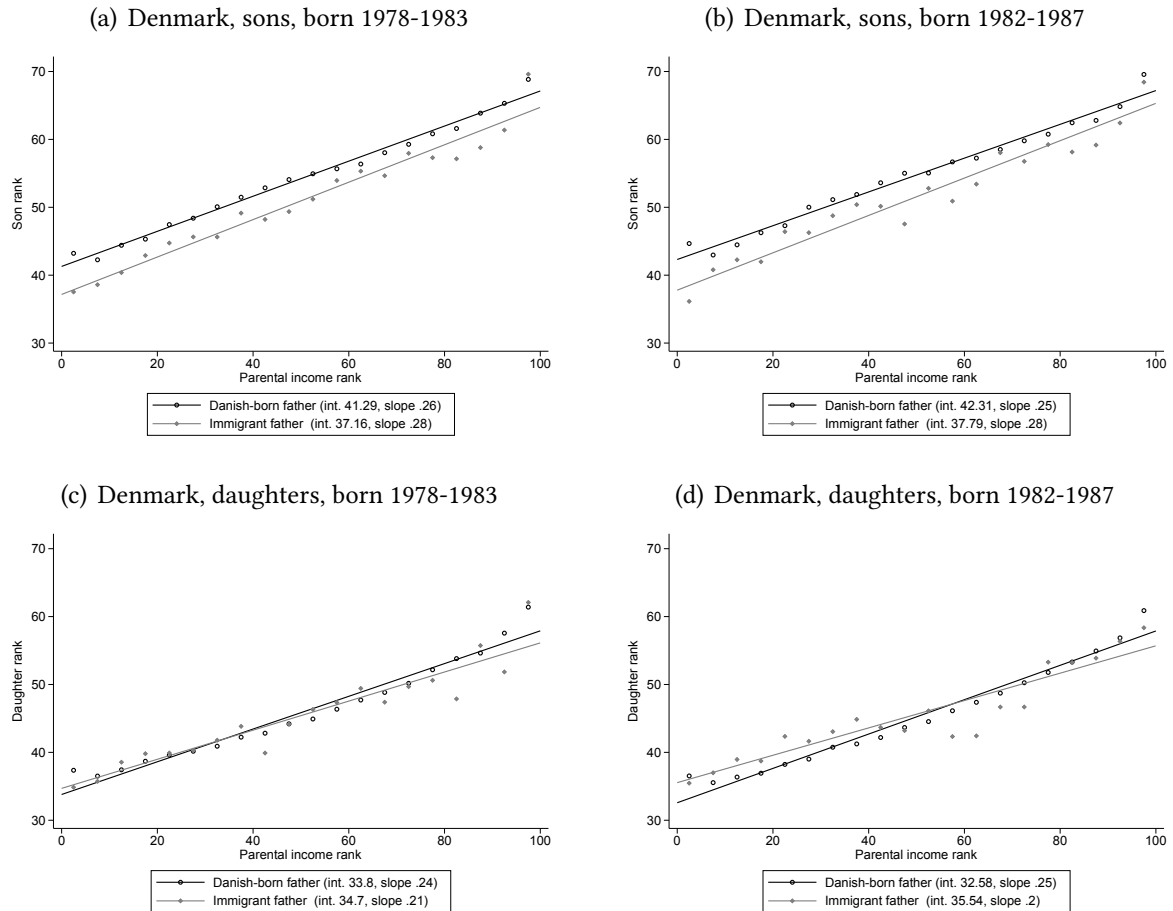 (a) Denmark, sons, born 1978-1983
70
60
50
40
30
Son rank
0 20 40 60 80 100
Parental income rank
Danish-born father (int. 41.29, slope .26)
Immigrant father (int. 37.16, slope .28)
(b) Denmark, sons, born 1982-1987
70
60
50
40
30
Son rank
0 20 40 60 80 100
Parental income rank
Danish-born father (int. 42.31, slope .25)
Immigrant father (int. 37.79, slope .28)
(c) Denmark, daughters, born 1978-1983
70
60
50
40
30
Daughter rank
0 20 40 60 80 100
Parental income rank
Danish-born father (int. 33.8, slope .24)
Immigrant father (int. 34.7, slope .21)
(d) Denmark, daughters, born 1982-1987
70
60
50
40
30
Daughter rank
0 20 40 60 80 100
Parental income rank
Danish-born father (int. 32.58, slope .25)
Immigrant father (int. 35.54, slope .2)